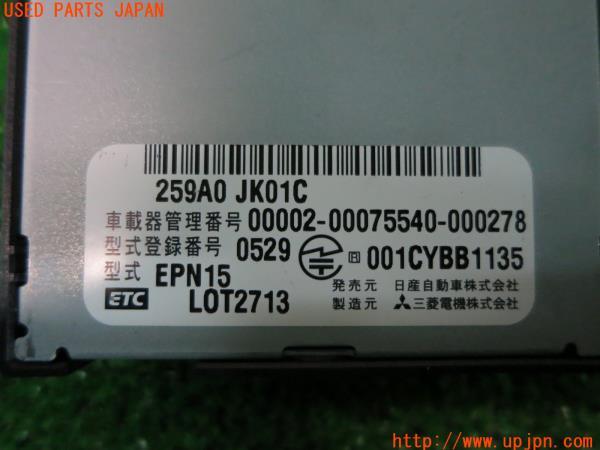 USED PARTS JAPAN
259A0 JK01C
車載器管理番号 00002-00075540-000278
型式登録番号 0529 回 001CYBB1135
型式 EPN15
発売元 日産自動車株式会社
ETC LOT2713
製造元 三菱電機株式会社
http://www.upjpn.com/